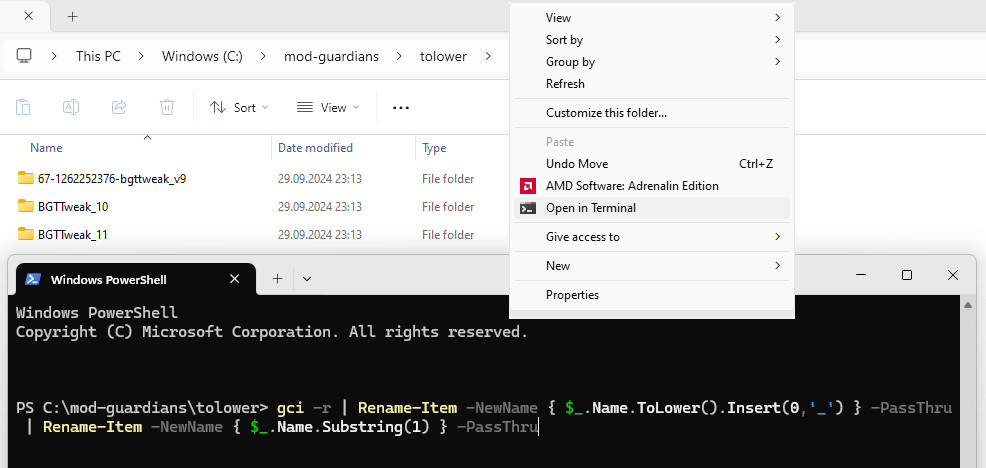 This PC > Windows (C:) > mod-guardians > tolower >
Sort View ...
Name Date modified Type
67-1262252376-bgttweak_v9 29.09.2024 23:13 File folder
BGTTweak_10 29.09.2024 23:13 File folder
BGTTweak_11 29.09.2024 23:13 File folder
View
Sort by
Group by
Refresh
Customize this folder...
Paste
Undo Move Ctrl+Z
AMD Software: Adrenalin Edition
Open in Terminal
Give access to
New
Properties
Windows PowerShell
Windows PowerShell
Copyright (C) Microsoft Corporation. All rights reserved.
PS C:\mod-guardians\tolower> gci -r | Rename-Item -NewName { $_.Name.ToLower().Insert(0,'_') } -PassThru
| Rename-Item -NewName { $_.Name.Substring(1) } -PassThru